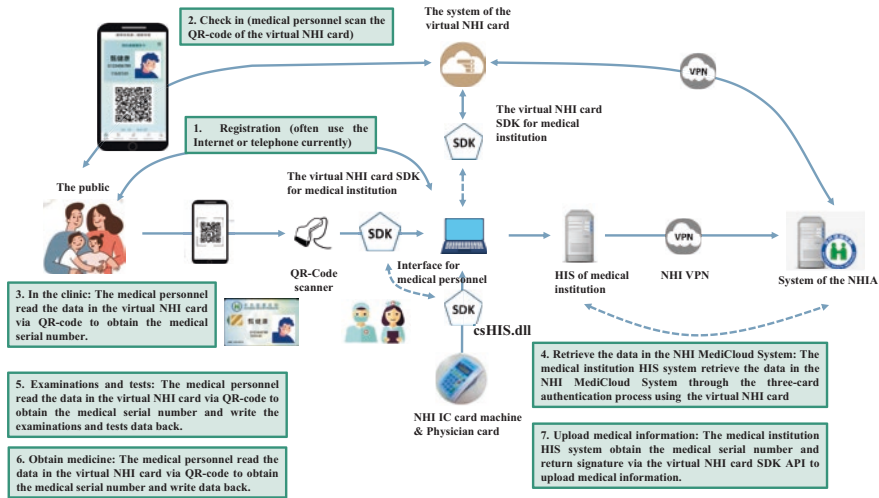 2. Check in (medical personnel scan the
QR-code of the virtual NHI card)
The system of the
virtual NHI card
VPN
甄健康
The virtual NHI card
SDK for medical
institution
SDK
1. Registration (often use the
Internet or telephone currently)
The public
The virtual NHI card SDK
for medical institution
SDK
VPN
QR-Code
scanner
Interface for
medical personnel
HIS of medical
institution
NHI VPN
System of the NHIA
3. In the clinic: The medical personnel
read the data in the virtual NHI card
via QR-code to obtain the medical
serial number.
甄健康
SDK
csHIS.dll
4. Retrieve the data in the NHI MediCloud System: The
medical institution HIS system retrieve the data in
the NHI MediCloud System through the three-card
authentication process using the virtual NHI card
5. Examinations and tests: The medical personnel
read the data in the virtual NHI card via QR-code to
obtain the medical serial number and write the
examinations and tests data back.
NHI IC card machine
& Physician card
6. Obtain medicine: The medical personnel read the
data in the virtual NHI card via QR-code to obtain
the medical serial number and write data back.
7. Upload medical information: The medical institution
HIS system obtain the medical serial number and
return signature via the virtual NHI card SDK API to
upload medical information.